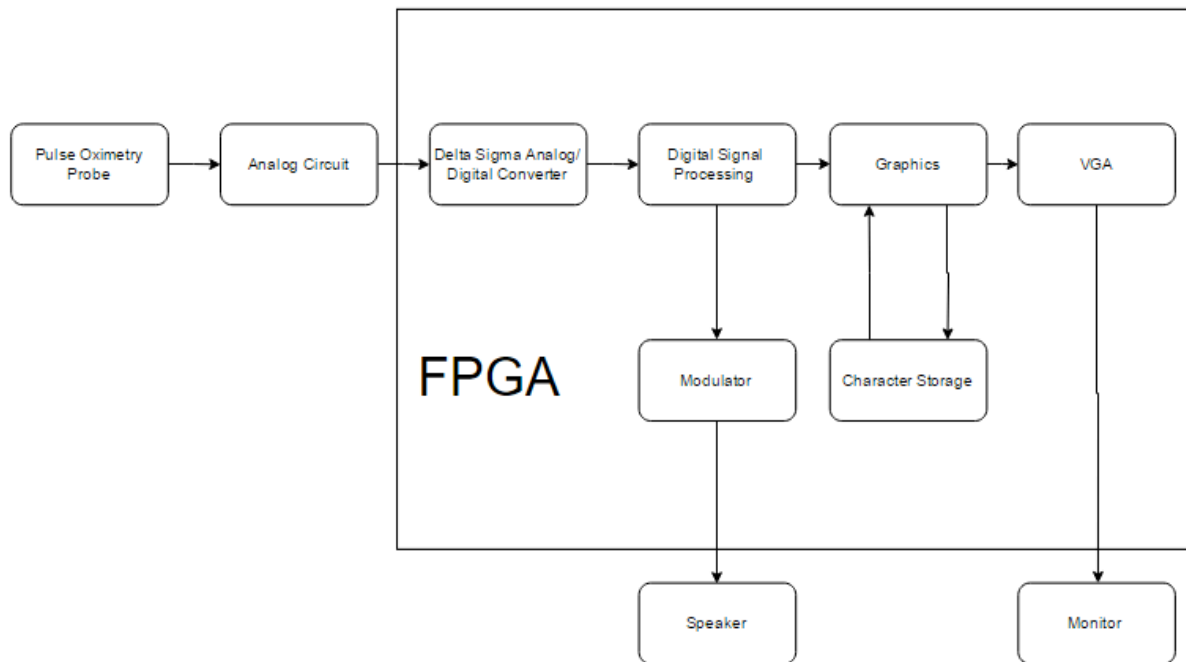 Pulse Oximetry
Probe
Analog Circuit
Delta Sigma Analog/
Digital Converter
Digital Signal
Processing
Graphics
VGA
FPGA
Modulator
Character Storage
Speaker
Monitor